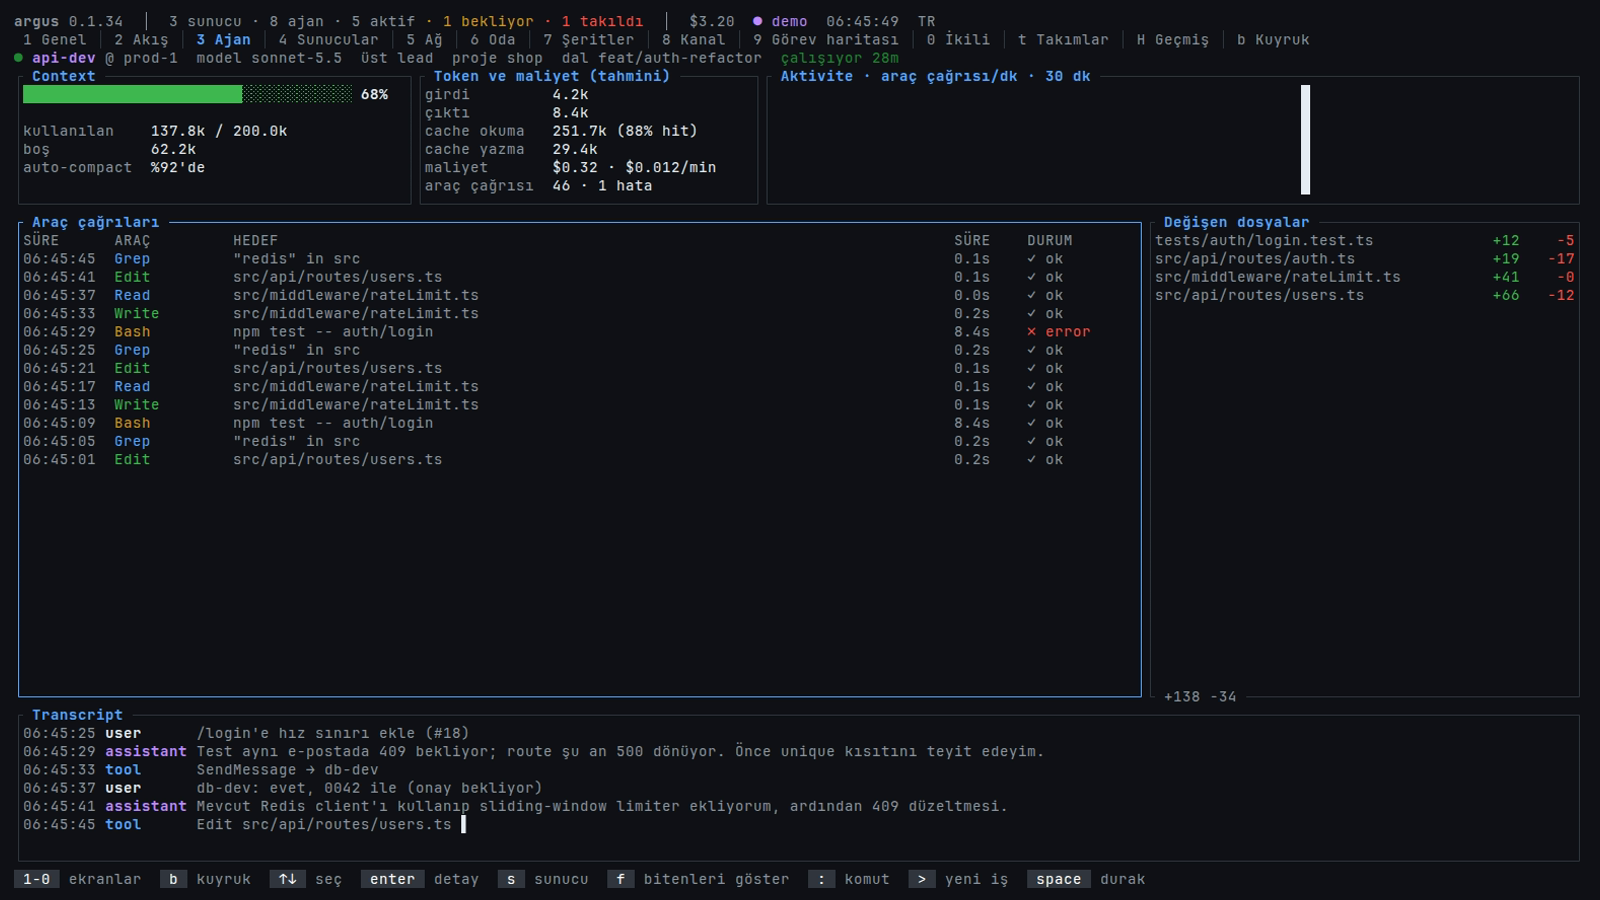 argus 0.1.34 │ 3 sunucu · 8 ajan · 5 aktif · 1 bekliyor · 1 takıldı │ $3.20 ● demo 06:45:49 TR
1 Genel │ 2 Akış │ 3 Ajan │ 4 Sunucular │ 5 Ağ │ 6 Oda │ 7 Şeritler │ 8 Kanal │ 9 Görev haritası │ 0 İkili │ t Takımlar │ H Geçmiş │ b Kuyruk
● api-dev @ prod-1 model sonnet-5.5 üst lead proje shop dal feat/auth-refactor çalışıyor 28m
Context
68%
kullanılan 137.8k / 200.0k
boş 62.2k
auto-compact %92'de
Token ve maliyet (tahmini)
girdi 4.2k
çıktı 8.4k
cache okuma 251.7k (88% hit)
cache yazma 29.4k
maliyet $0.32 · $0.012/min
araç çağrısı 46 · 1 hata
Aktivite · araç çağrısı/dk · 30 dk
Araç çağrıları
SÜRE ARAÇ HEDEF SÜRE DURUM
06:45:45 Grep "redis" in src 0.1s ✓ ok
06:45:41 Edit src/api/routes/users.ts 0.1s ✓ ok
06:45:37 Read src/middleware/rateLimit.ts 0.0s ✓ ok
06:45:33 Write src/middleware/rateLimit.ts 0.2s ✓ ok
06:45:29 Bash npm test -- auth/login 8.4s ✕ error
06:45:25 Grep "redis" in src 0.2s ✓ ok
06:45:21 Edit src/api/routes/users.ts 0.1s ✓ ok
06:45:17 Read src/middleware/rateLimit.ts 0.1s ✓ ok
06:45:13 Write src/middleware/rateLimit.ts 0.1s ✓ ok
06:45:09 Bash npm test -- auth/login 8.4s ✓ ok
06:45:05 Grep "redis" in src 0.2s ✓ ok
06:45:01 Edit src/api/routes/users.ts 0.2s ✓ ok
Değişen dosyalar
tests/auth/login.test.ts +12 -5
src/api/routes/auth.ts +19 -17
src/middleware/rateLimit.ts +41 -0
src/api/routes/users.ts +66 -12
+138 -34
Transcript
06:45:25 user /login'e hız sınırı ekle (#18)
06:45:29 assistant Test aynı e-postada 409 bekliyor; route şu an 500 dönüyor. Önce unique kısıtını teyit edeyim.
06:45:33 tool SendMessage → db-dev
06:45:37 user db-dev: evet, 0042 ile (onay bekliyor)
06:45:41 assistant Mevcut Redis client'ı kullanıp sliding-window limiter ekliyorum, ardından 409 düzeltmesi.
06:45:45 tool Edit src/api/routes/users.ts
1-0 ekranlar b kuyruk ↑↓ seç enter detay s sunucu f bitenleri göster : komut > yeni iş space durak